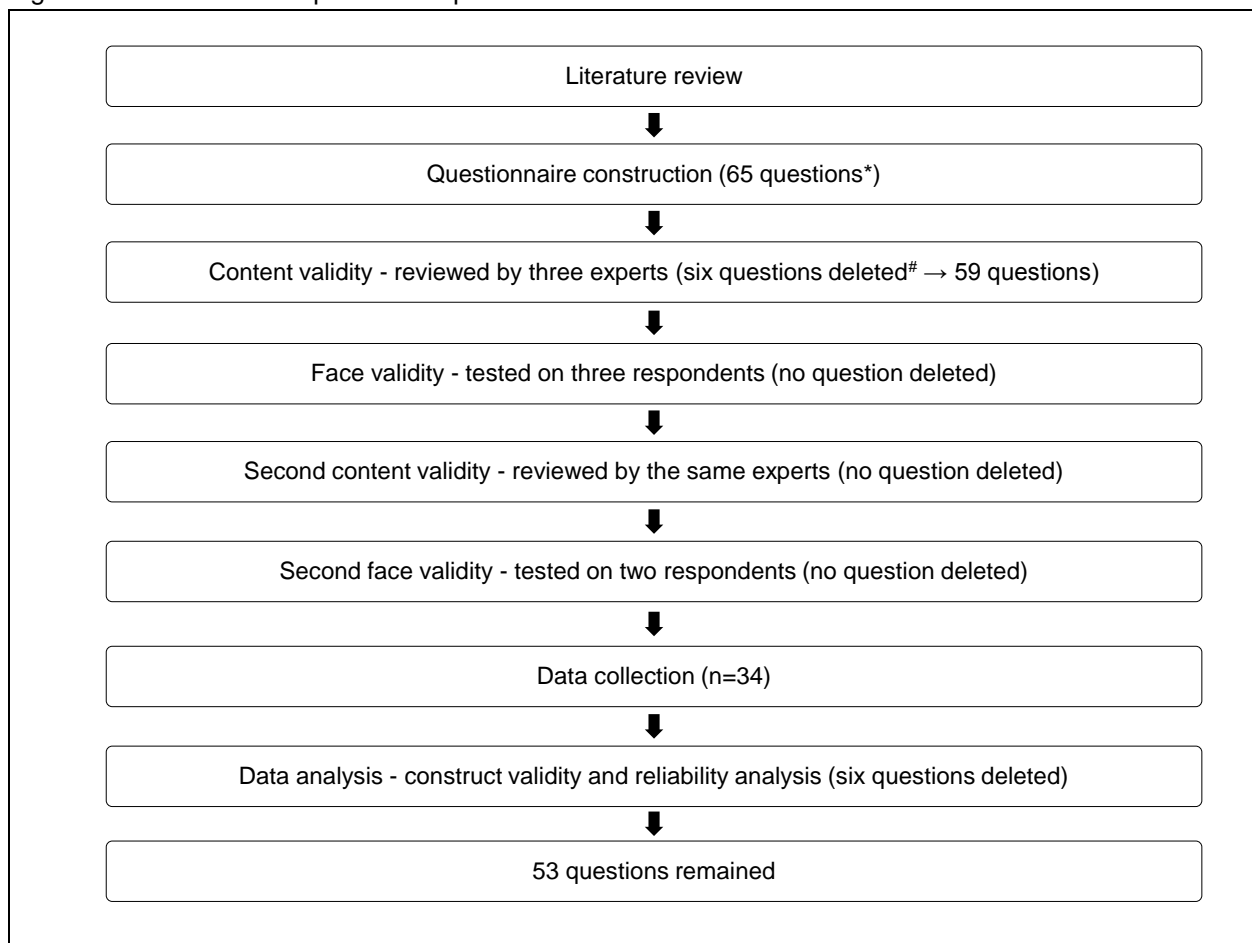 Literature review
Questionnaire construction (65 questions*)
Content validity - reviewed by three experts (six questions deleted# → 59 questions)
Face validity - tested on three respondents (no question deleted)
Second content validity - reviewed by the same experts (no question deleted)
Second face validity - tested on two respondents (no question deleted)
Data collection (n=34)
Data analysis - construct validity and reliability analysis (six questions deleted)
53 questions remained